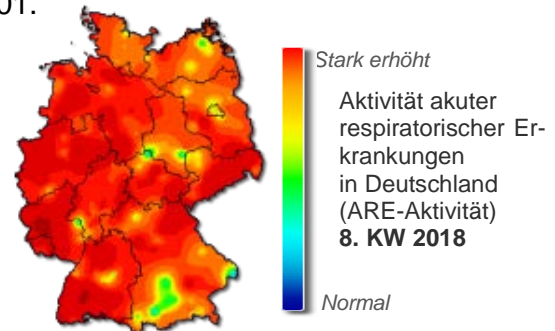 01.
Stark erhöht
Aktivität akuter
respiratorischer Er-
krankungen
in Deutschland
(ARE-Aktivität)
8. KW 2018
Normal